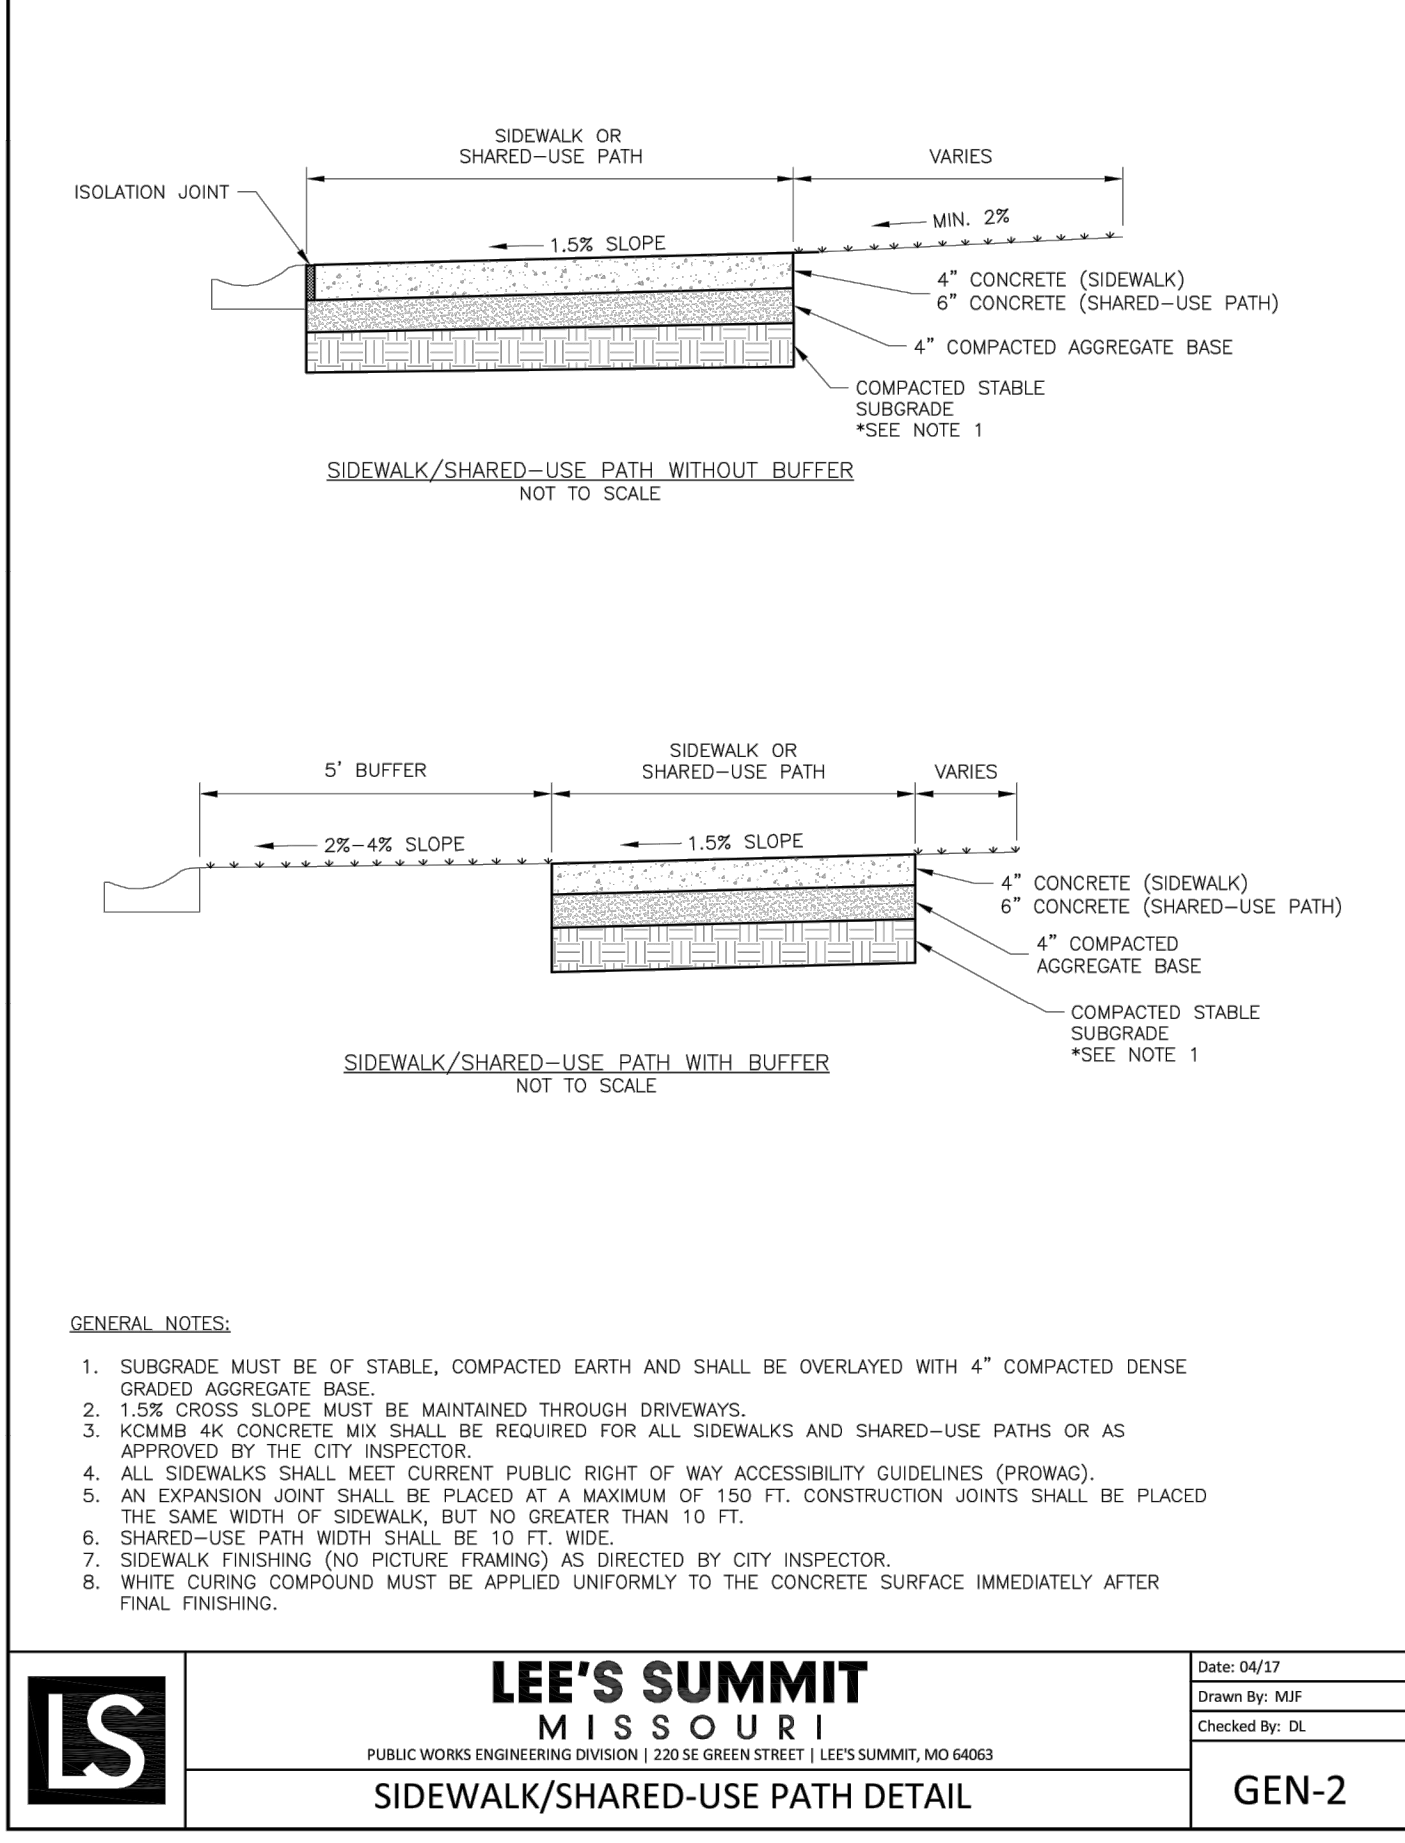 SIDEWALK OR
SHARED-USE PATH
VARIES
ISOLATION JOINT
MIN. 2%
1.5% SLOPE
4" CONCRETE (SIDEWALK)
6" CONCRETE (SHARED-USE PATH)
4" COMPACTED AGGREGATE BASE
COMPACTED STABLE
SUBGRADE
*SEE NOTE 1
SIDEWALK/SHARED-USE PATH WITHOUT BUFFER
NOT TO SCALE
5' BUFFER
SIDEWALK OR
SHARED-USE PATH
VARIES
2%-4% SLOPE
1.5% SLOPE
4" CONCRETE (SIDEWALK)
6" CONCRETE (SHARED-USE PATH)
4" COMPACTED
AGGREGATE BASE
COMPACTED STABLE
SUBGRADE
*SEE NOTE 1
SIDEWALK/SHARED-USE PATH WITH BUFFER
NOT TO SCALE
GENERAL NOTES:
1. SUBGRADE MUST BE OF STABLE, COMPACTED EARTH AND SHALL BE OVERLAYED WITH 4" COMPACTED DENSE
GRADED AGGREGATE BASE.
2. 1.5% CROSS SLOPE MUST BE MAINTAINED THROUGH DRIVEWAYS.
3. KCMMB 4K CONCRETE MIX SHALL BE REQUIRED FOR ALL SIDEWALKS AND SHARED-USE PATHS OR AS
APPROVED BY THE CITY INSPECTOR.
4. ALL SIDEWALKS SHALL MEET CURRENT PUBLIC RIGHT OF WAY ACCESSIBILITY GUIDELINES (PROWAG).
5. AN EXPANSION JOINT SHALL BE PLACED AT A MAXIMUM OF 150 FT. CONSTRUCTION JOINTS SHALL BE PLACED
THE SAME WIDTH OF SIDEWALK, BUT NO GREATER THAN 10 FT.
6. SHARED-USE PATH WIDTH SHALL BE 10 FT. WIDE.
7. SIDEWALK FINISHING (NO PICTURE FRAMING) AS DIRECTED BY CITY INSPECTOR.
8. WHITE CURING COMPOUND MUST BE APPLIED UNIFORMLY TO THE CONCRETE SURFACE IMMEDIATELY AFTER
FINAL FINISHING.
LS
LEE'S SUMMIT
MISSOURI
PUBLIC WORKS ENGINEERING DIVISION | 220 SE GREEN STREET | LEE'S SUMMIT, MO 64063
SIDEWALK/SHARED-USE PATH DETAIL
Date: 04/17
Drawn By: MJF
Checked By: DL
GEN-2